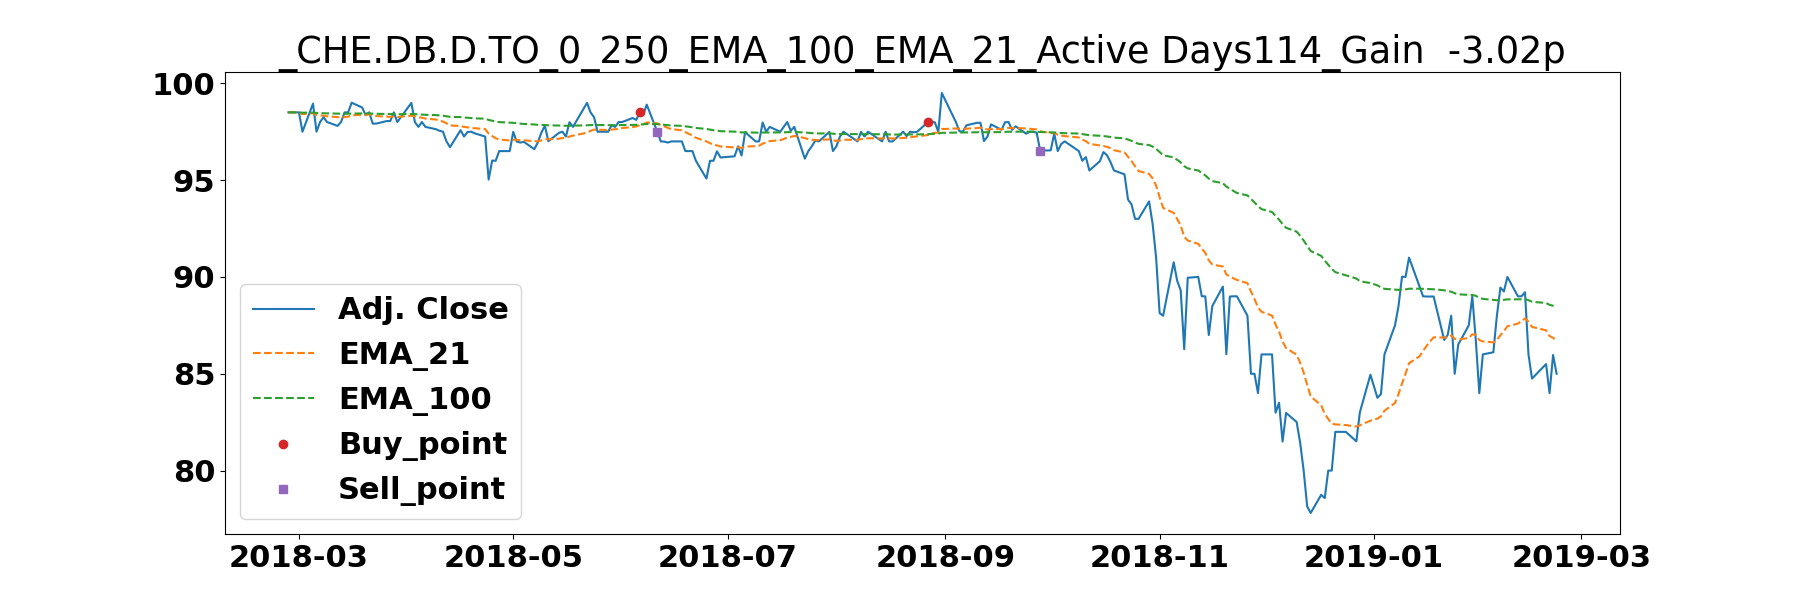 _CHE.DB.D.TO_0_250_EMA_100_EMA_21_Active Days114_Gain  -3.02p
100
95
90
85
80
Adj. Close
EMA_21
EMA_100
Buy_point
Sell_point
2018-03 2018-05 2018-07 2018-09 2018-11 2019-01 2019-03